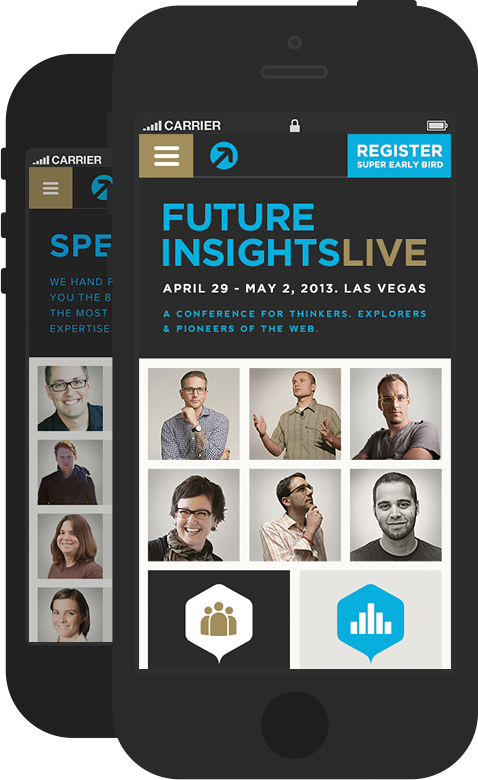 CARRIER
REGISTER
SUPER EARLY BIRD
FUTURE
INSIGHTSLIVE
APRIL 29 - MAY 2, 2013. LAS VEGAS
A CONFERENCE FOR THINKERS, EXPLORERS
& PIONEERS OF THE WEB.
CARRIER
SPE
WE HAND P
YOU THE B
THE MOST
EXPERTISE.